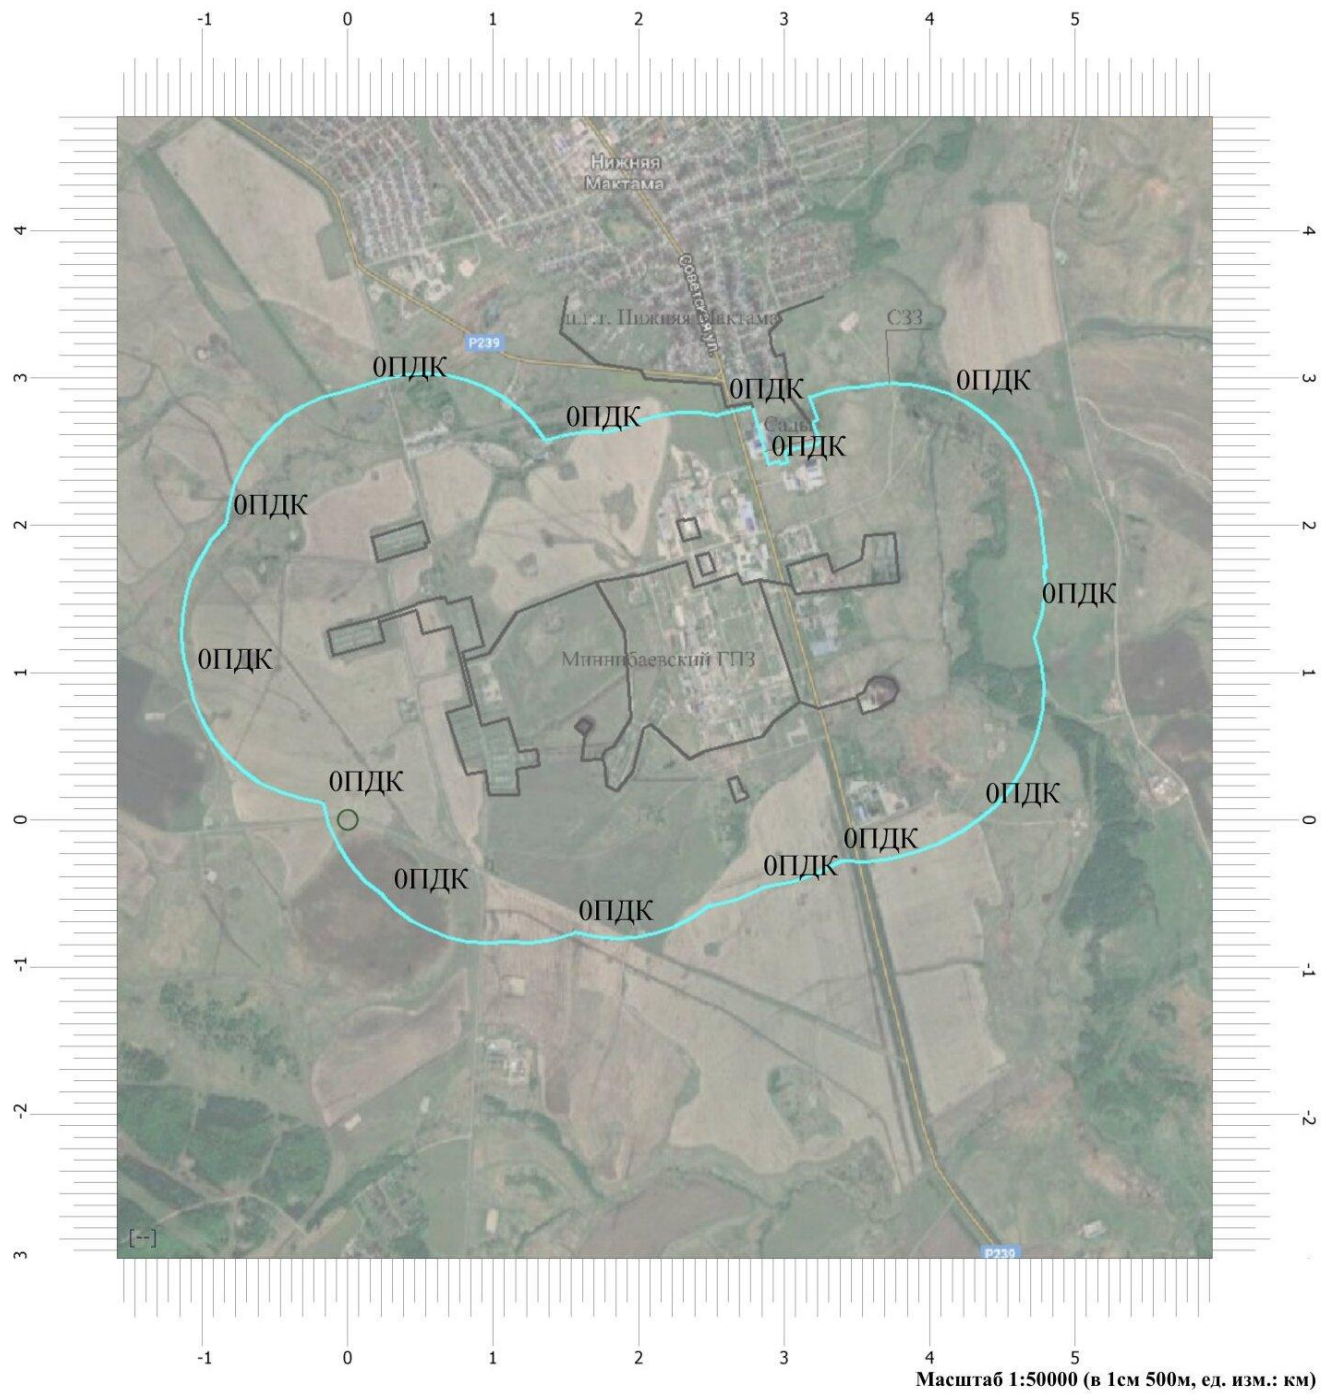 -1 0 1 2 3 4 5
Нижняя
Мактама
4 4
Советская ул.
п.г.т. Нижняя Мактама
СЗЗ
Р239
3 3
0ПДК
0ПДК
0ПДК
0ПДК
Сады
0ПДК
0ПДК
2 2
0ПДК
0ПДК
Миннибаевский ГПЗ
1 1
0ПДК
0ПДК
0ПДК
0 0
0ПДК
0ПДК
0ПДК
-1 -1
-2 -2
[--]
Р239
3
-1 0 1 2 3 4 5
Масштаб 1:50000 (в 1см 500м, ед. изм.: км)